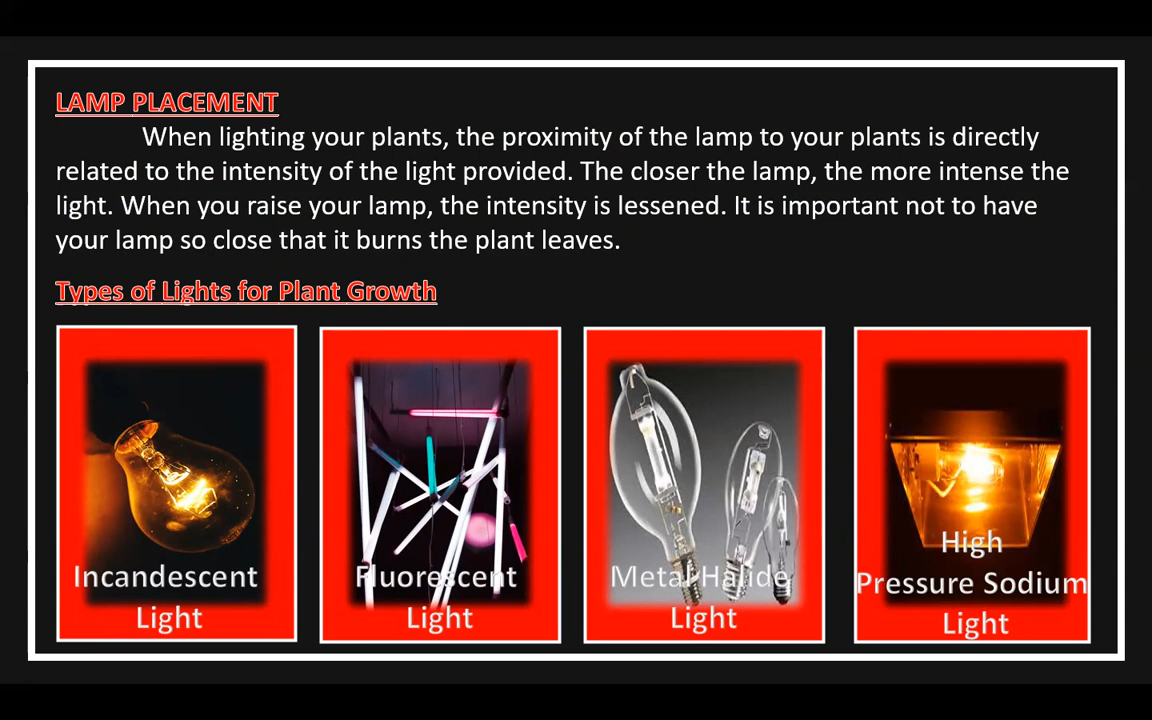 LAMP PLACEMENT
When lighting your plants, the proximity of the lamp to your plants is directly
related to the intensity of the light provided. The closer the lamp, the more intense the
light. When you raise your lamp, the intensity is lessened. It is important not to have
your lamp so close that it burns the plant leaves.
Types of Lights for Plant Growth
Incandescent
Light
Fluorescent
Light
Metal Halide
Light
High
Pressure Sodium
Light